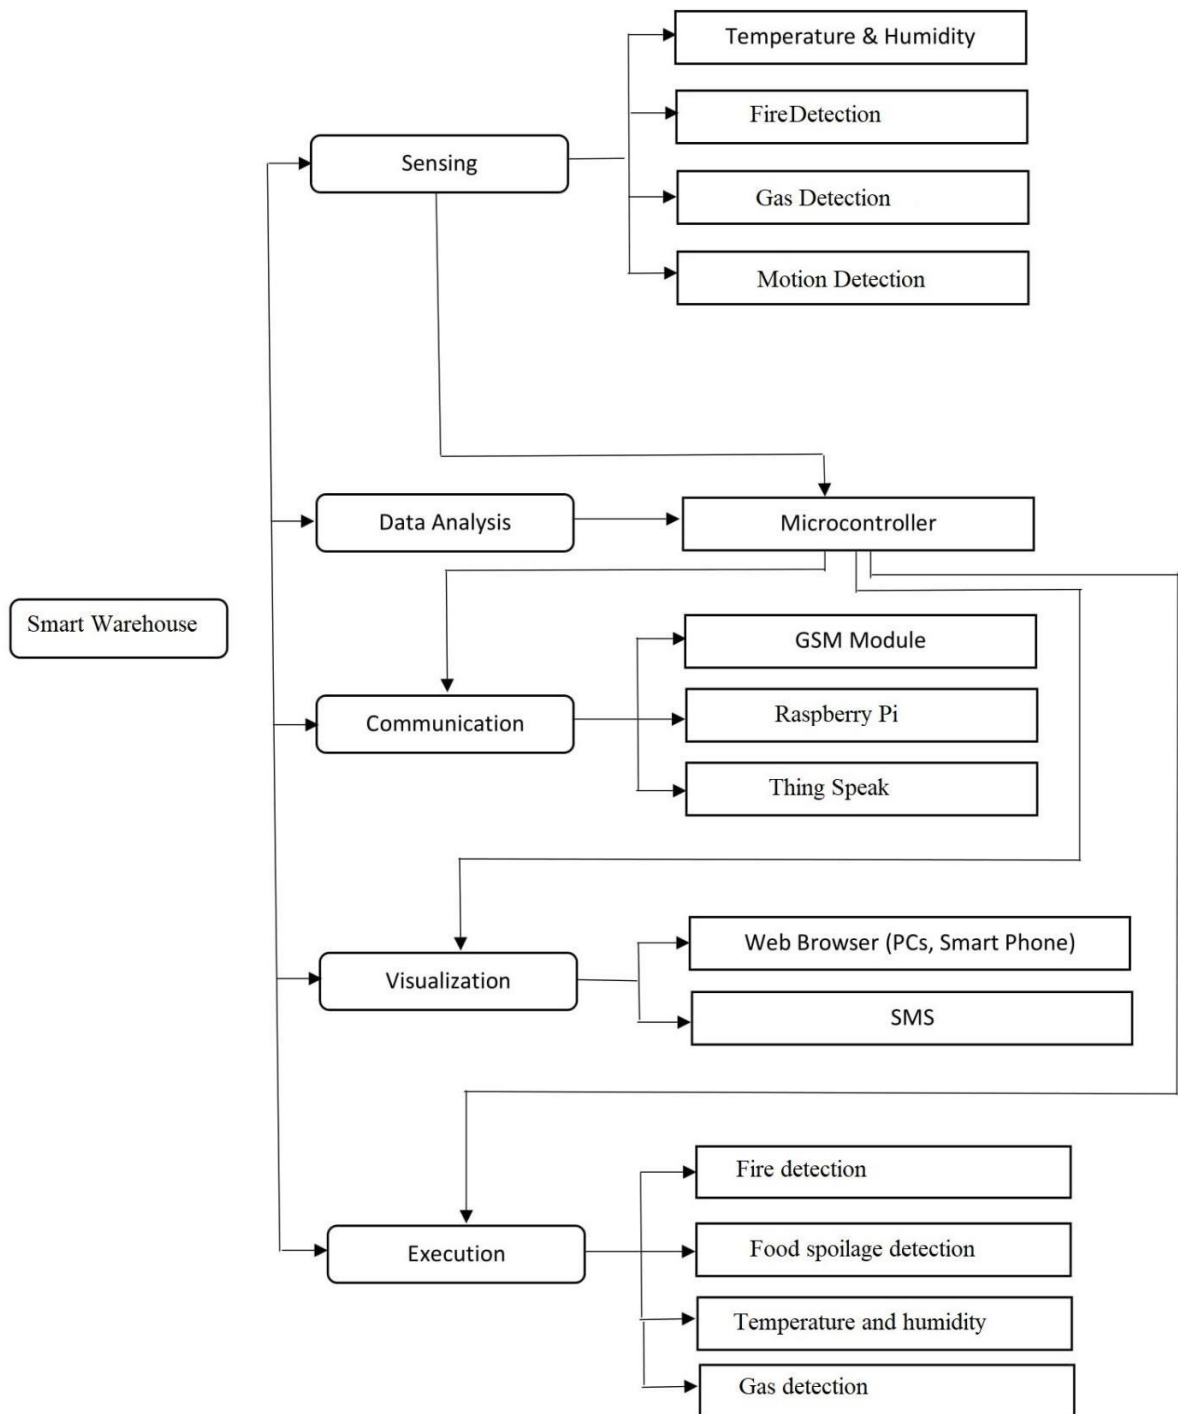 Temperature & Humidity
FireDetection
Sensing
Gas Detection
Motion Detection
Data Analysis
Microcontroller
Smart Warehouse
GSM Module
Communication
Raspberry Pi
Thing Speak
Web Browser (PCs, Smart Phone)
Visualization
SMS
Fire detection
Execution
Food spoilage detection
Temperature and humidity
Gas detection